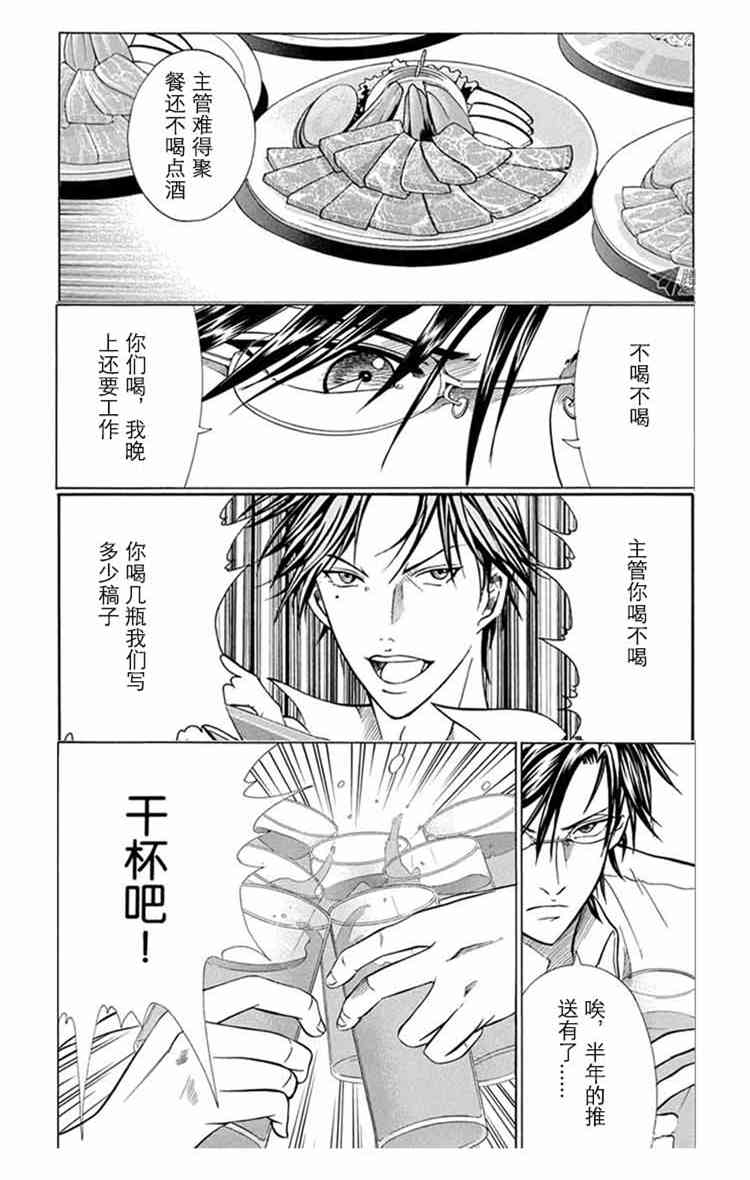 主管难得聚
餐还不喝点酒
不喝不喝
你们喝，我晚
上还要工作
主管你喝不喝
你喝几瓶我们写
多少稿子
唉，半年的推
送有了……
干杯吧！